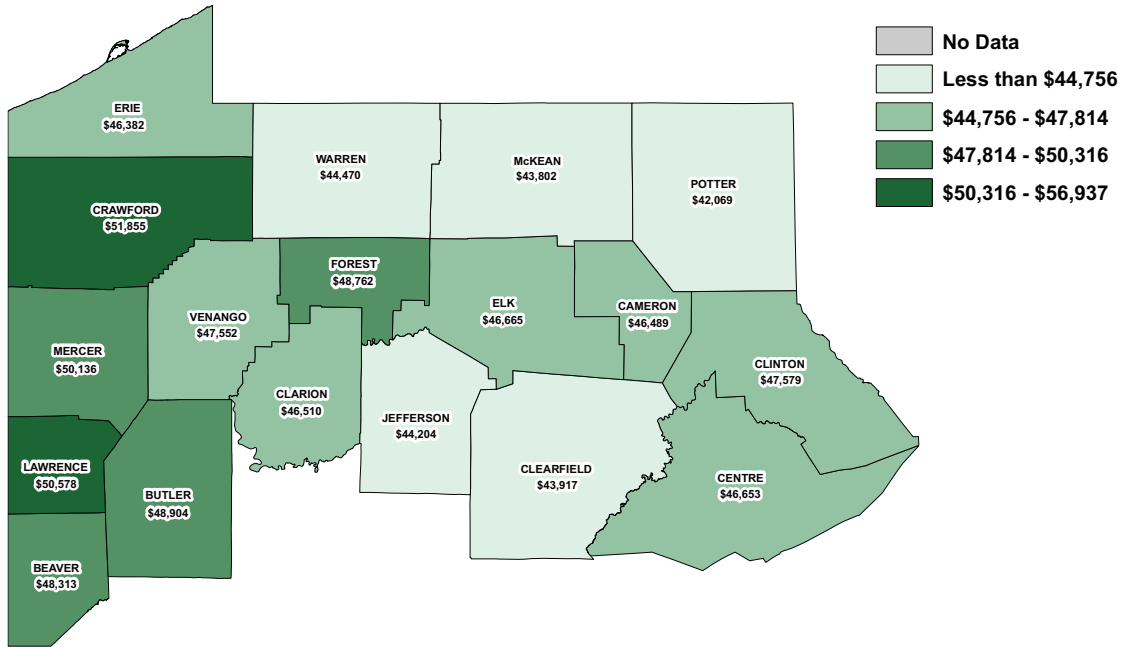 No Data
Less than $44,756
$44,756 - $47,814
$47,814 - $50,316
$50,316 - $56,937
ERIE
$46,382
WARREN
$44,470
McKEAN
$43,802
POTTER
$42,069
CRAWFORD
$51,855
FOREST
$48,762
VENANGO
$47,552
ELK
$46,665
CAMERON
$46,489
MERCER
$50,136
CLINTON
$47,579
CLARION
$46,510
JEFFERSON
$44,204
LAWRENCE
$50,578
CLEARFIELD
$43,917
CENTRE
$46,653
BUTLER
$48,904
BEAVER
$48,313